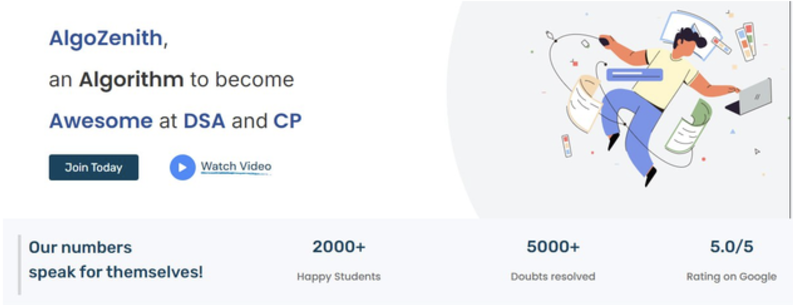 AlgoZenith,
an Algorithm to become
Awesome at DSA and CP
Join Today
Watch Video
Our numbers
speak for themselves!
2000+
Happy Students
5000+
Doubts resolved
5.0/5
Rating on Google